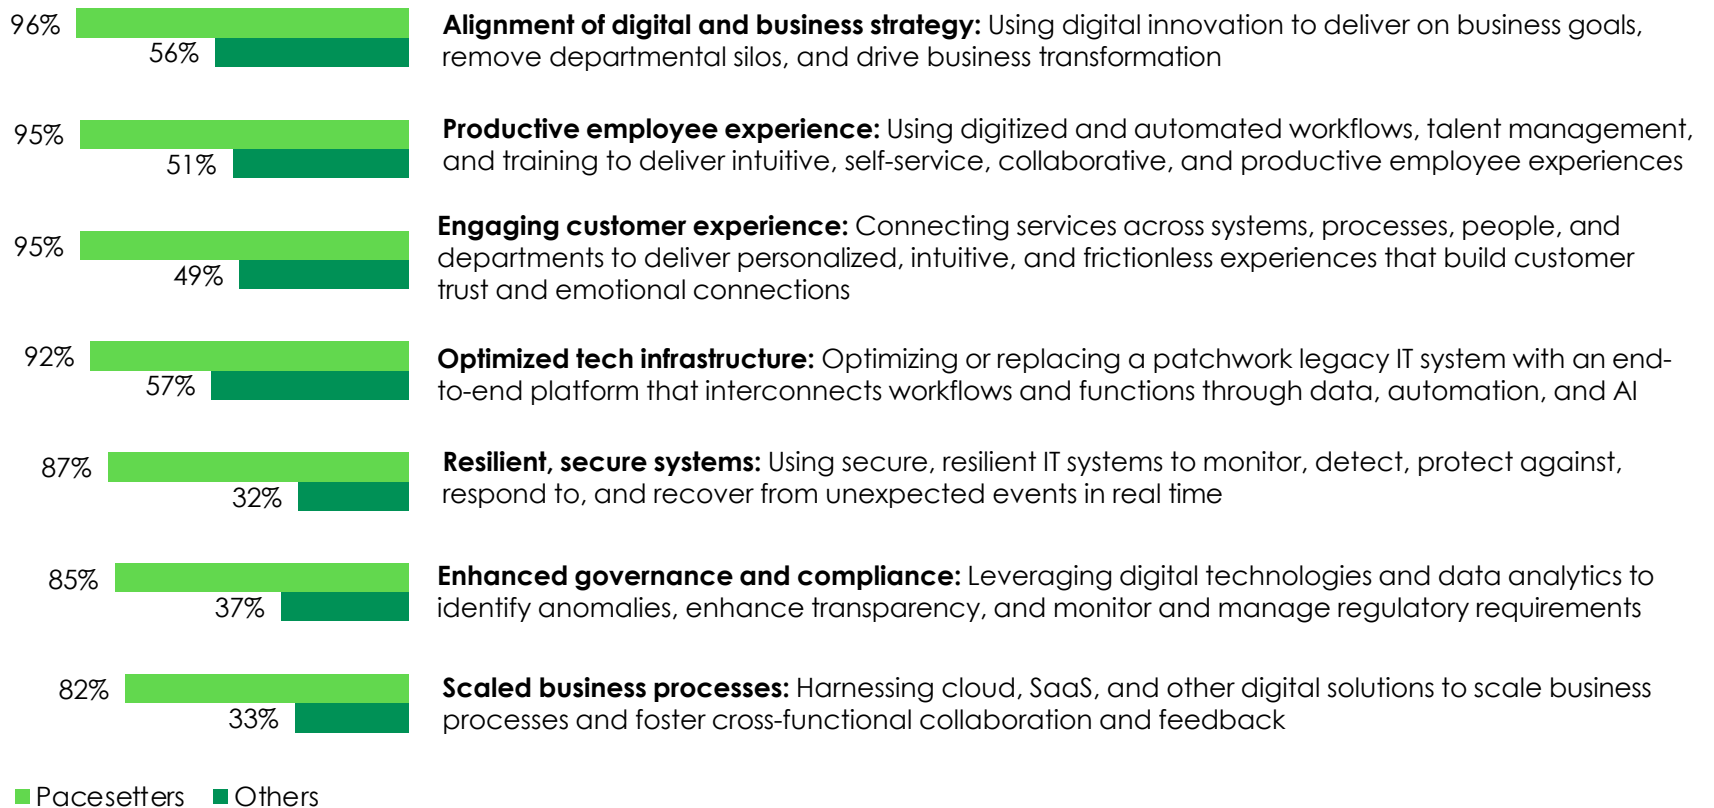 96%
56%
Alignment of digital and business strategy: Using digital innovation to deliver on business goals,
remove departmental silos, and drive business transformation
95%
51%
Productive employee experience: Using digitized and automated workflows, talent management,
and training to deliver intuitive, self-service, collaborative, and productive employee experiences
95%
49%
Engaging customer experience: Connecting services across systems, processes, people, and
departments to deliver personalized, intuitive, and frictionless experiences that build customer
trust and emotional connections
92%
57%
Optimized tech infrastructure: Optimizing or replacing a patchwork legacy IT system with an end-
to-end platform that interconnects workflows and functions through data, automation, and AI
87%
32%
Resilient, secure systems: Using secure, resilient IT systems to monitor, detect, protect against,
respond to, and recover from unexpected events in real time
85%
37%
Enhanced governance and compliance: Leveraging digital technologies and data analytics to
identify anomalies, enhance transparency, and monitor and manage regulatory requirements
82%
33%
Scaled business processes: Harnessing cloud, SaaS, and other digital solutions to scale business
processes and foster cross-functional collaboration and feedback
Pacesetters Others